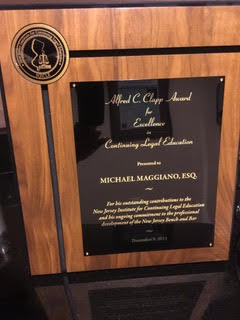 Alfred C. Clapp Award
for
Excellence
in
Continuing Legal Education
Presented to
MICHAEL MAGGIANO, ESQ.
For his outstanding contributions to the
New Jersey Institute for Continuing Legal Education
and his ongoing commitment to the professional
development of the New Jersey Bench and Bar